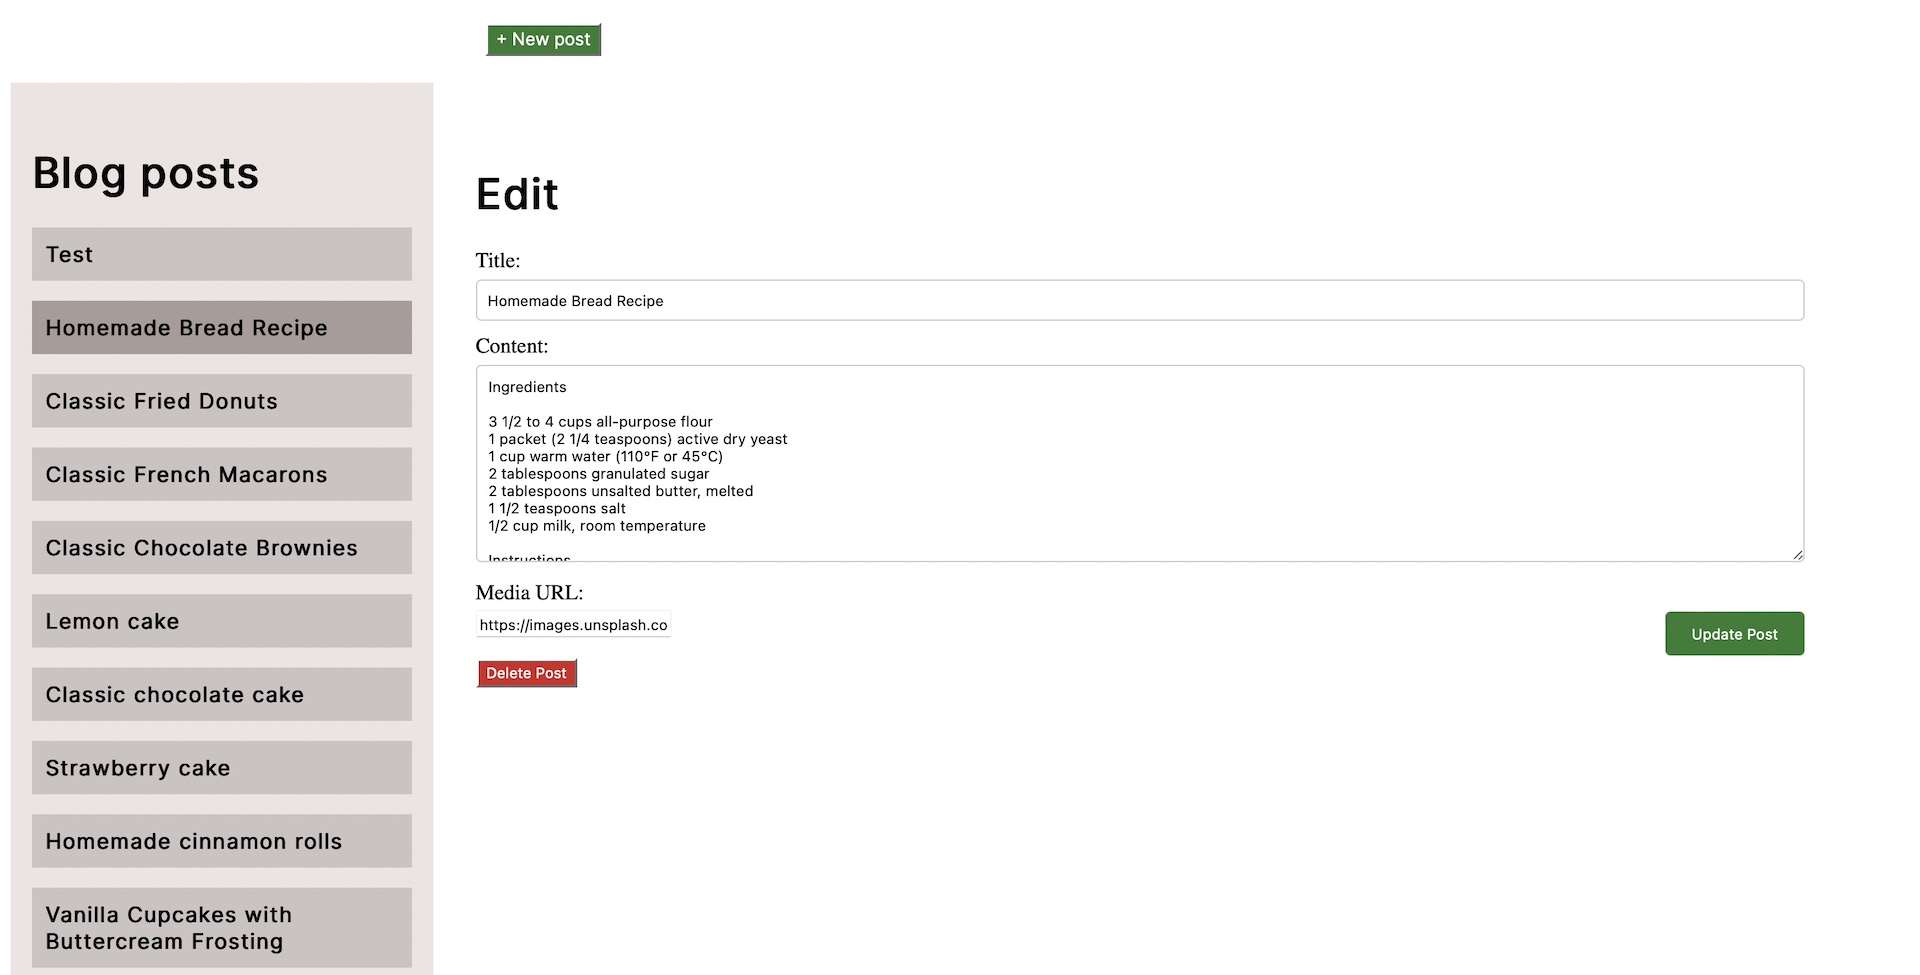 + New post
Blog posts
Test
Homemade Bread Recipe
Classic Fried Donuts
Classic French Macarons
Classic Chocolate Brownies
Lemon cake
Classic chocolate cake
Strawberry cake
Homemade cinnamon rolls
Vanilla Cupcakes with
Buttercream Frosting
Edit
Title:
Homemade Bread Recipe
Content:
Ingredients
3 1/2 to 4 cups all-purpose flour
1 packet (2 1/4 teaspoons) active dry yeast
1 cup warm water (110°F or 45°C)
2 tablespoons granulated sugar
2 tablespoons unsalted butter, melted
1 1/2 teaspoons salt
1/2 cup milk, room temperature
Instructions
Media URL:
https://images.unsplash.co
Update Post
Delete Post